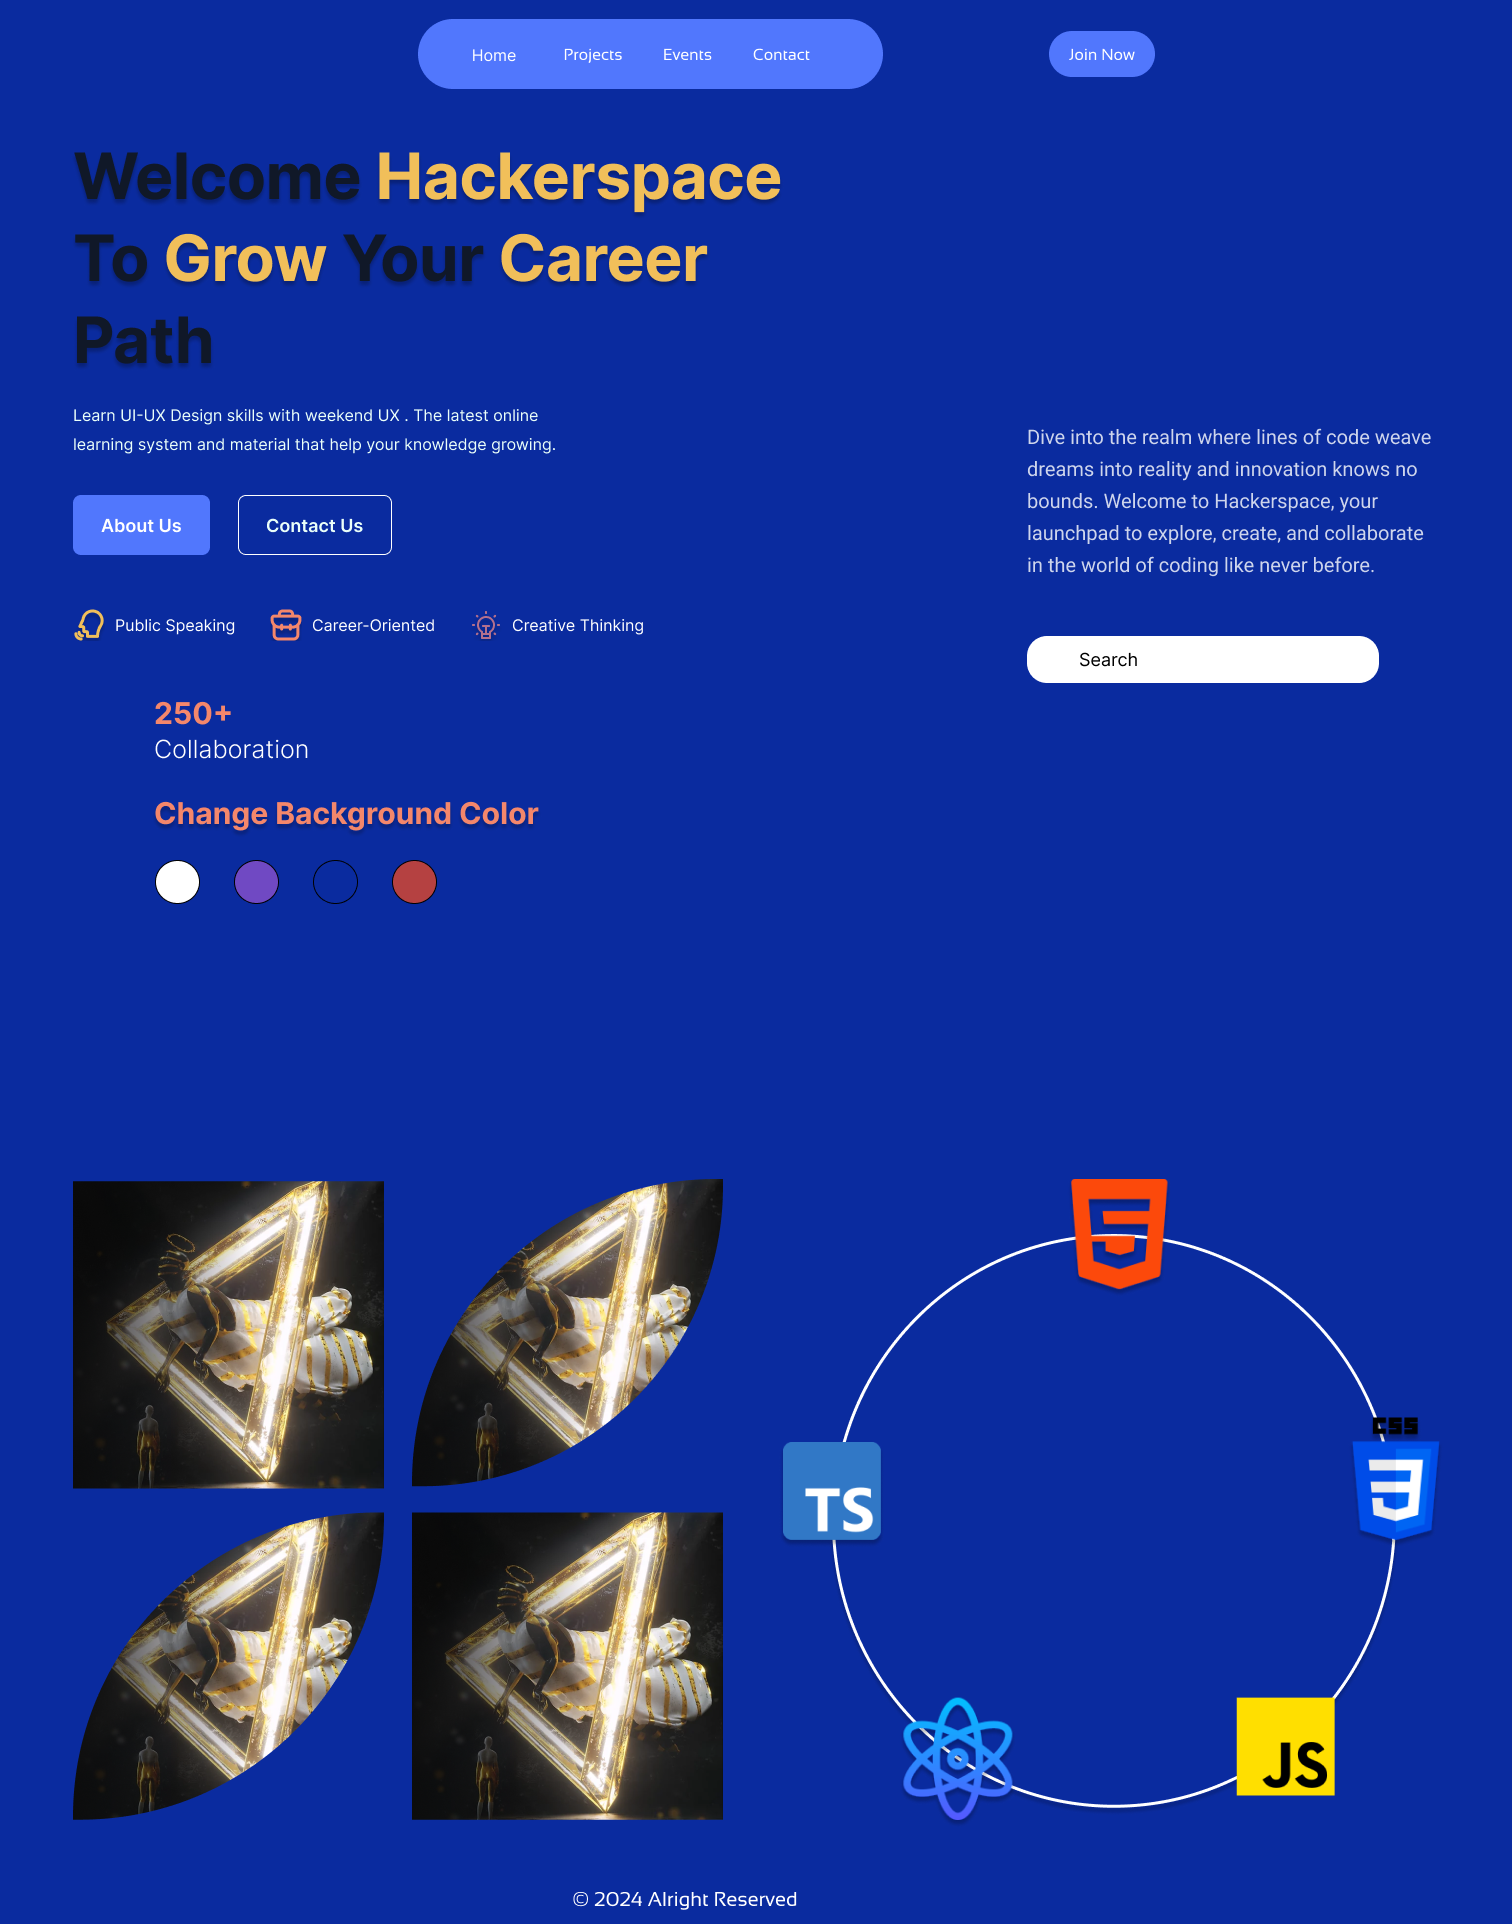 Home Projects Events Contact
Join Now
Welcome Hackerspace
To Grow Your Career
Path
Learn UI-UX Design skills with weekend UX . The latest online
learning system and material that help your knowledge growing.
About Us
Contact Us
Public Speaking
Career-Oriented
Creative Thinking
Dive into the realm where lines of code weave
dreams into reality and innovation knows no
bounds. Welcome to Hackerspace, your
launchpad to explore, create, and collaborate
in the world of coding like never before.
Search
250+
Collaboration
Change Background Color
5
CSS
3
TS
JS
© 2024 Alright Reserved